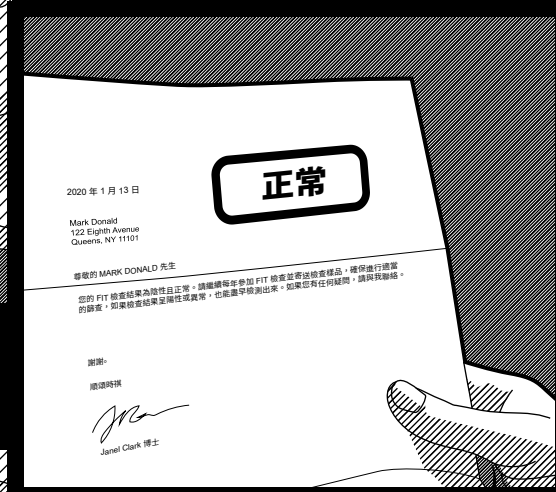 正常
2020 年 1 月 13 日
Mark Donald
122 Eighth Avenue
Queens, NY 11101
尊敬的 MARK DONALD 先生
您的 FIT 檢查結果為陰性且正常。請繼續每年參加 FIT 檢查並寄送檢查樣品，確保進行適當
的篩查，如果檢查結果呈陽性或異常，也能盡早檢測出來。如果您有任何疑問，請與我聯絡。
謝謝。
順頌時祺
Janel Clark 博士